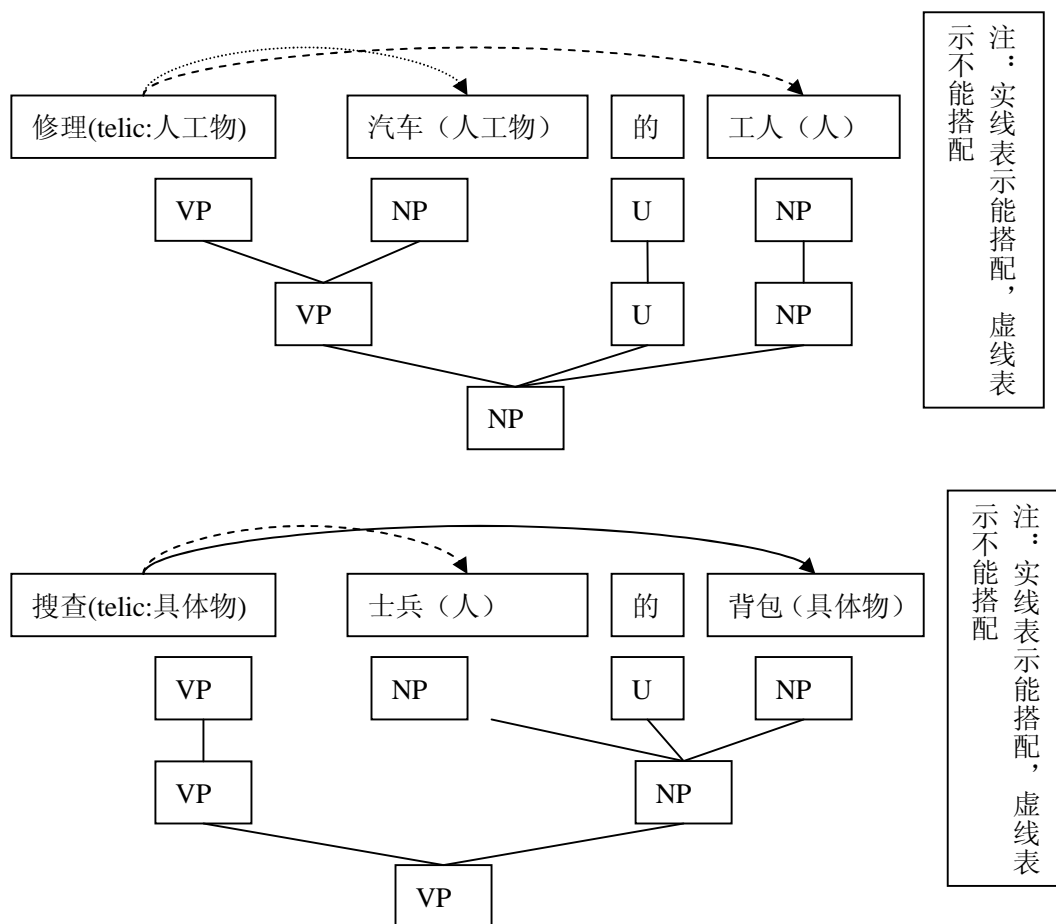 修理(telic:人工物) 汽车（人工物） 的 工人（人）
VP NP U NP
VP U NP
NP
注：实线表示能搭配，虚线表
示不能搭配
搜查(telic:具体物) 士兵（人） 的 背包（具体物）
VP NP U NP
VP NP
VP
注：实线表示能搭配，虚线表
示不能搭配